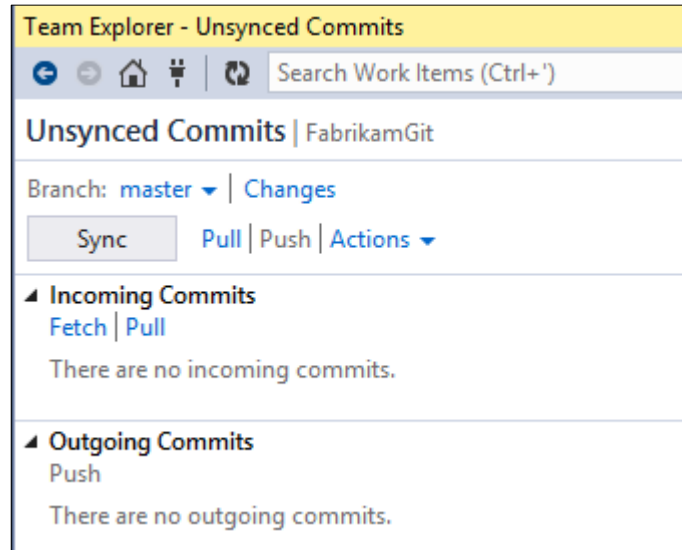 Team Explorer - Unsynced Commits
Search Work Items (Ctrl+')
Unsynced Commits | FabrikamGit
Branch: master | Changes
Sync Pull | Push | Actions
Incoming Commits
Fetch | Pull
There are no incoming commits.
Outgoing Commits
Push
There are no outgoing commits.